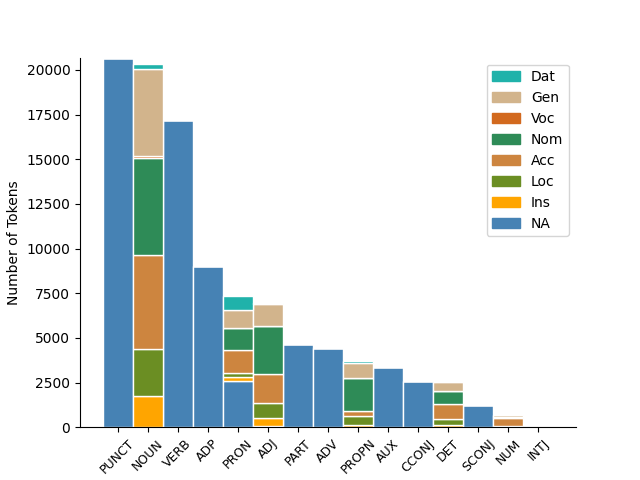 20000
17500
15000
12500
10000
7500
5000
2500
0
Number of Tokens
Dat
Gen
Voc
Nom
Acc
Loc
Ins
NA
PUNCT
NOUN
VERB
ADP
PRON
ADJ
PART
ADV
PROPN
AUX
CCONJ
DET
SCONJ
NUM
INTJ